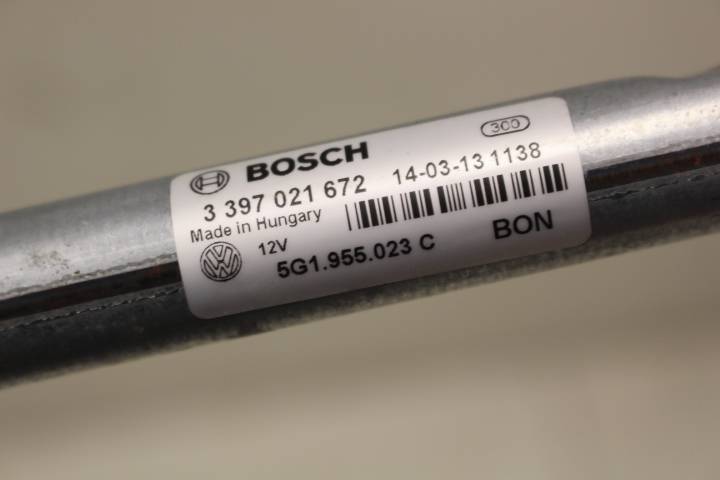 300
BOSCH
3 397 021 672 14-03-13 1138
Made in Hungary
12V
5G1.955.023 C BON